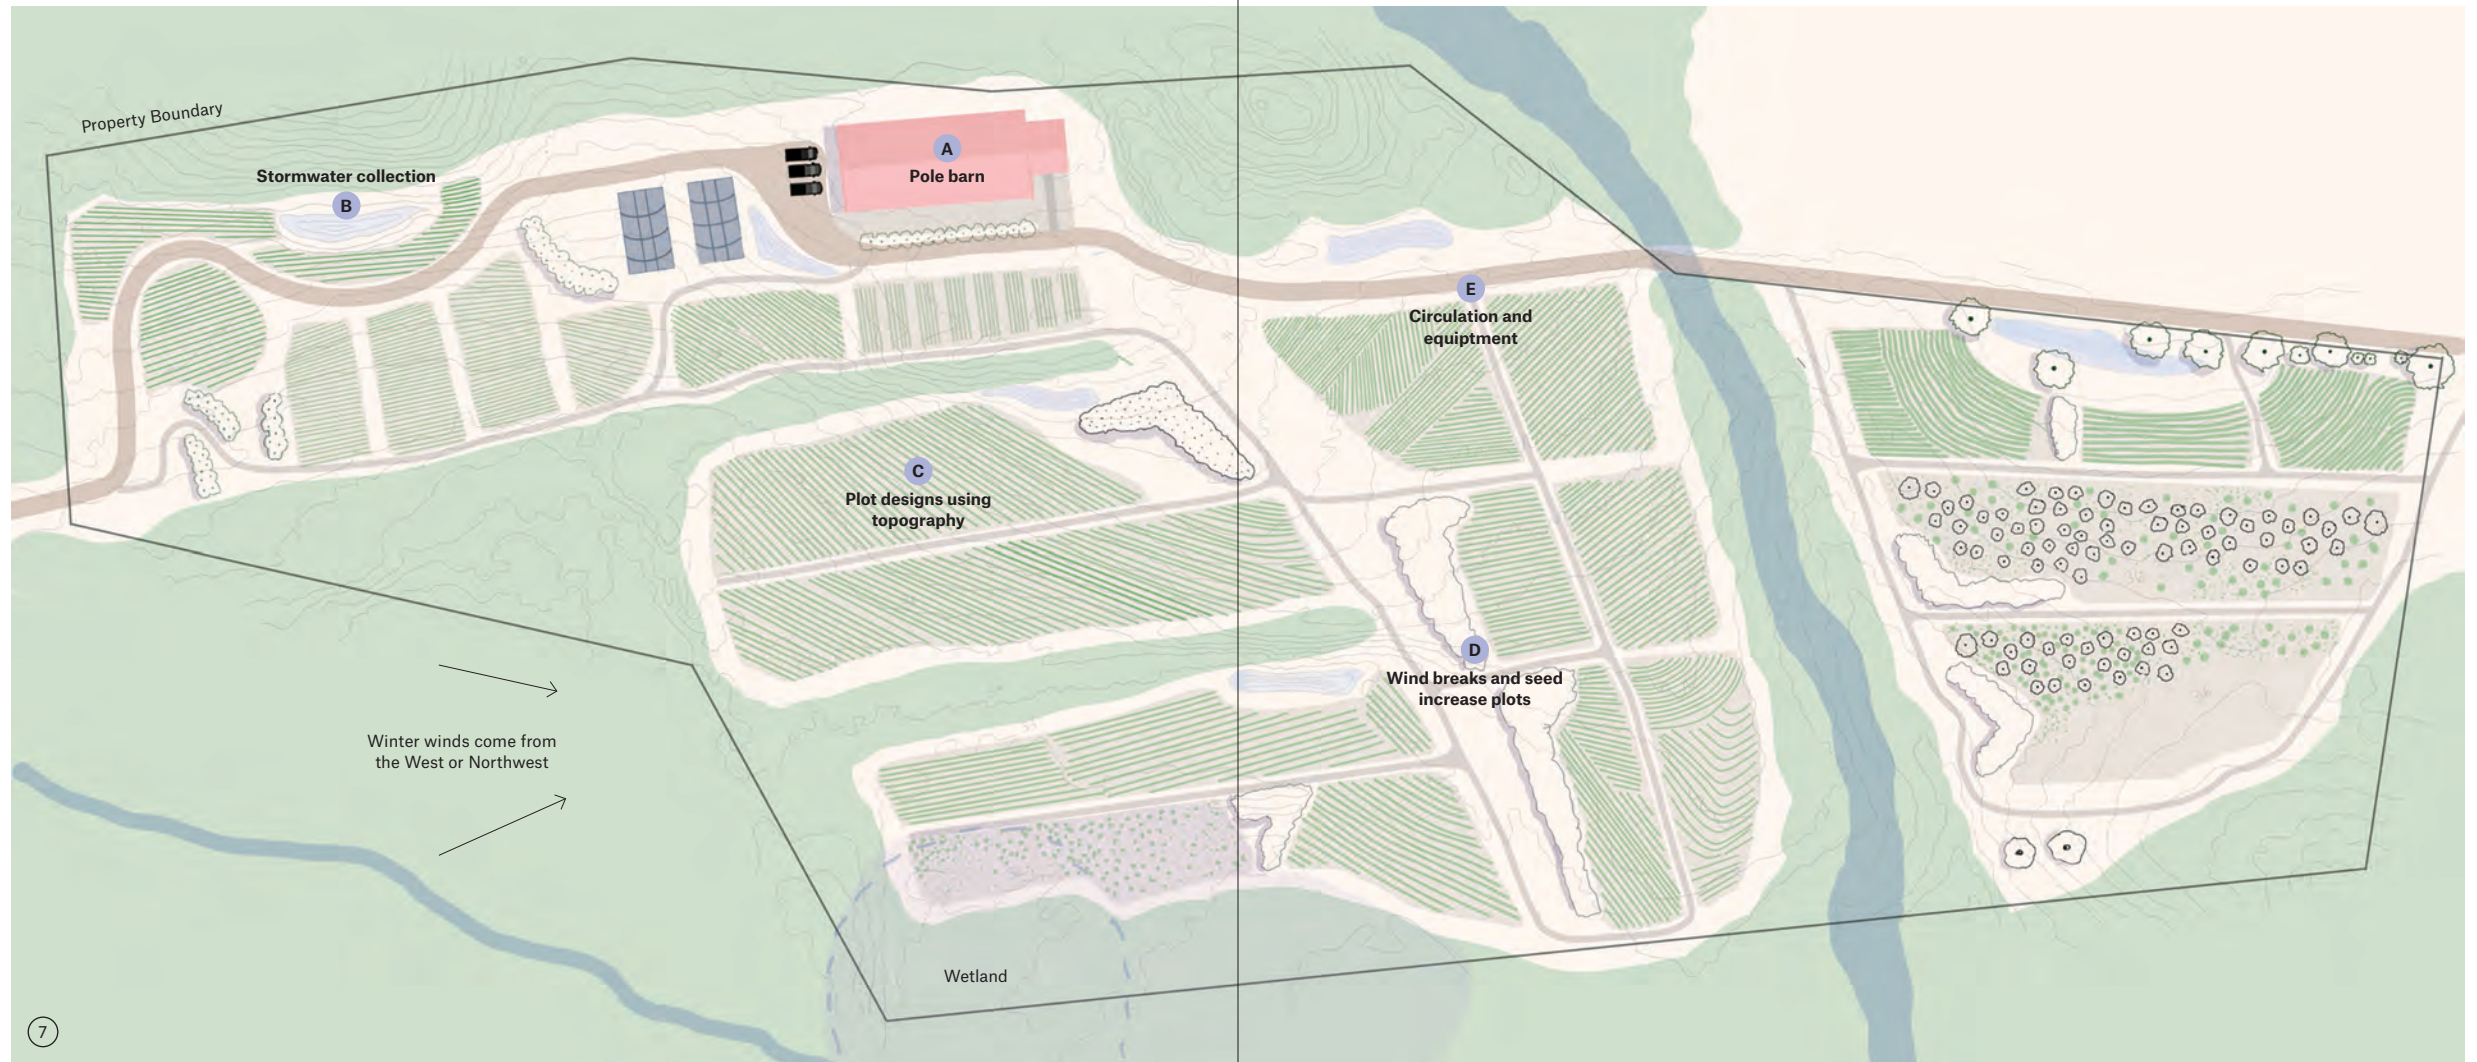 Property Boundary
Stormwater collection
B
A
Pole barn
E
Circulation and
equiptment
C
Plot designs using
topography
D
Wind breaks and seed
increase plots
Winter winds come from
the West or Northwest
Wetland
7